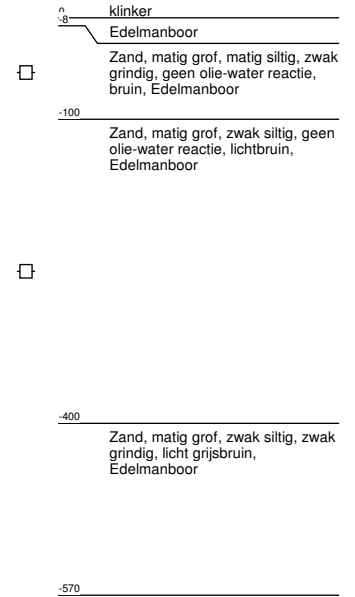 0 klinker
-8
Edelmanboor
Zand, matig grof, matig siltig, zwak
grindig, geen olie-water reactie,
bruin, Edelmanboor
-100
Zand, matig grof, zwak siltig, geen
olie-water reactie, lichtbruin,
Edelmanboor
-400
Zand, matig grof, zwak siltig, zwak
grindig, licht grijsbruin,
Edelmanboor
-570